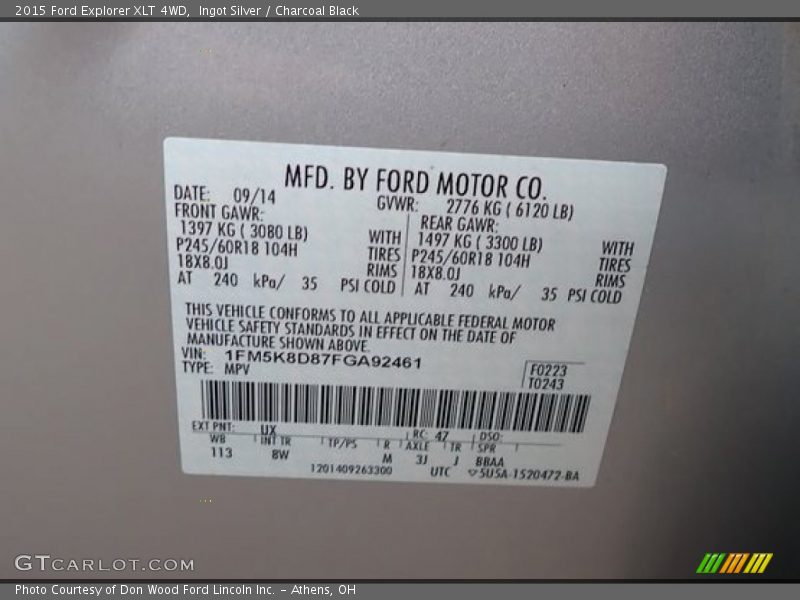 2015 Ford Explorer XLT 4WD,  Ingot Silver / Charcoal Black
MFD. BY FORD MOTOR CO.
DATE: 09/14 GVWR: 2776 KG ( 6120 LB)
FRONT GAWR: REAR GAWR:
1397 KG ( 3080 LB) WITH 1497 KG ( 3300 LB) WITH
P245/60R18 104H TIRES P245/60R18 104H TIRES
18X8.0J RIMS 18X8.0J RIMS
AT 240 kPa/ 35 PSI COLD AT 240 kPa/ 35 PSI COLD
THIS VEHICLE CONFORMS TO ALL APPLICABLE FEDERAL MOTOR
VEHICLE SAFETY STANDARDS IN EFFECT ON THE DATE OF
MANUFACTURE SHOWN ABOVE.
VIN: 1FM5K8D87FGA92461 F0223
TYPE: MPV T0243
EXT PNT: UX RC: 47 DSO:
WB INT TR TP/PS R AXLE TR SPR
113 8W M 3J J BBAA
1201409263300 UTC 5U5A-1520472-BA
GTCARLOT.COM
Photo Courtesy of Don Wood Ford Lincoln Inc. – Athens, OH